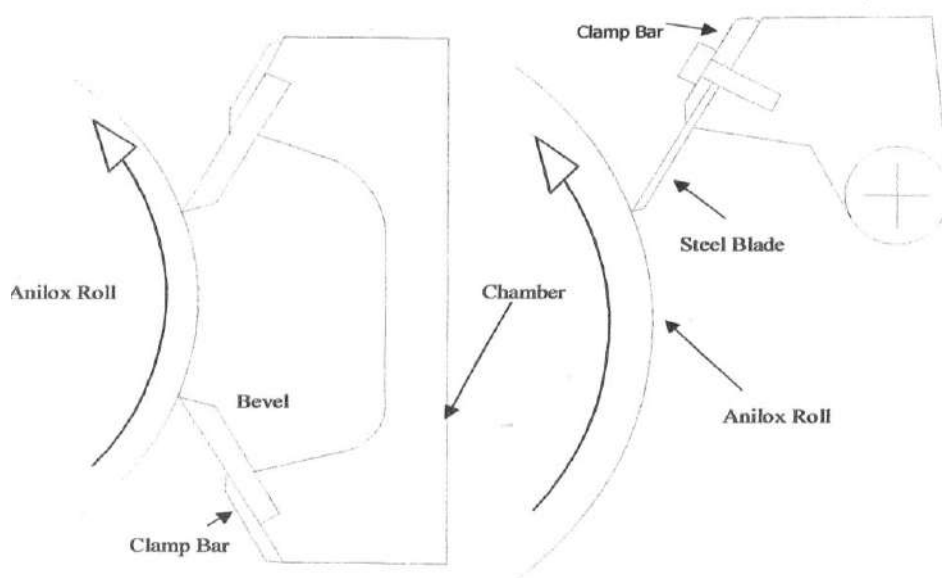 Clamp Bar
Steel Blade
Anilox Roll
Chamber
Bevel
Anilox Roll
Clamp Bar